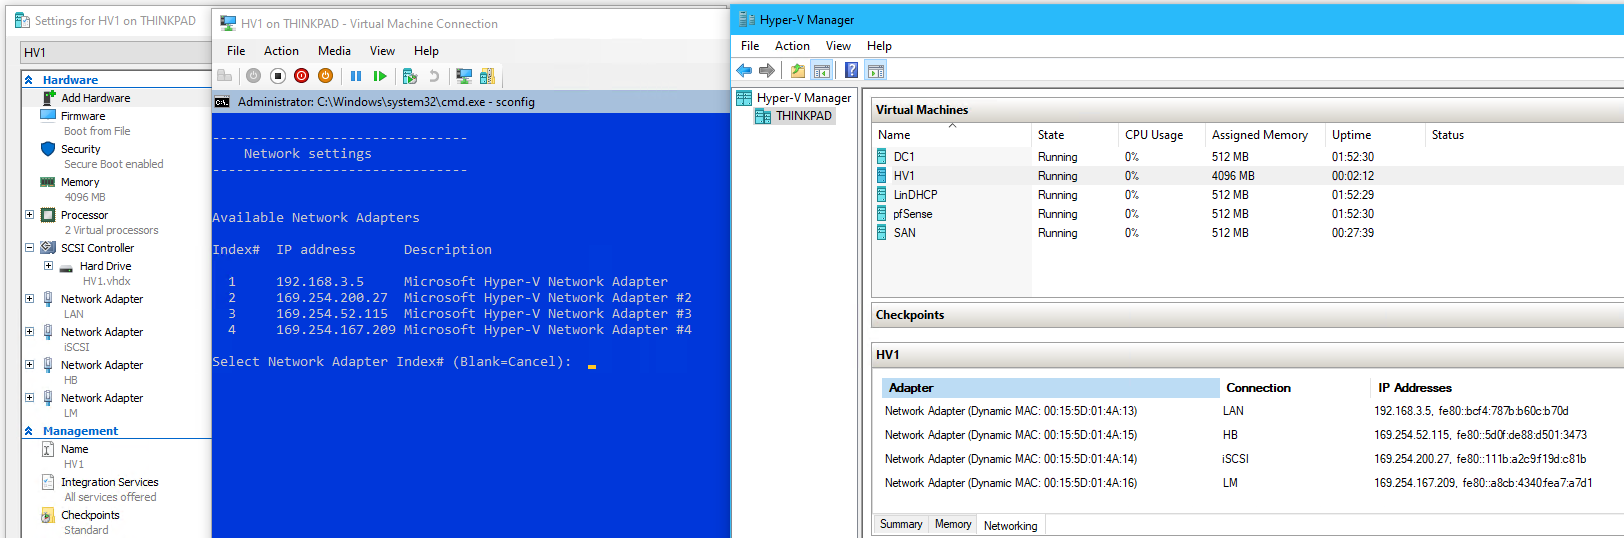 Settings for HV1 on THINKPAD
HV1
Hardware
Add Hardware
Firmware
Boot from File
Security
Secure Boot enabled
Memory
4096 MB
Processor
2 Virtual processors
SCSI Controller
Hard Drive
HV1.vhdx
Network Adapter
LAN
Network Adapter
iSCSI
Network Adapter
HB
Network Adapter
LM
Management
Name
HV1
Integration Services
All services offered
Checkpoints
Standard
HV1 on THINKPAD - Virtual Machine Connection
File Action Media View Help
Administrator: C:\Windows\system32\cmd.exe - sconfig
--------------------------------
Network settings
--------------------------------
Available Network Adapters
Index# IP address Description
1 192.168.3.5 Microsoft Hyper-V Network Adapter
2 169.254.200.27 Microsoft Hyper-V Network Adapter #2
3 169.254.52.115 Microsoft Hyper-V Network Adapter #3
4 169.254.167.209 Microsoft Hyper-V Network Adapter #4
Select Network Adapter Index# (Blank=Cancel):
Hyper-V Manager
File Action View Help
Hyper-V Manager
THINKPAD
Virtual Machines
Name State CPU Usage Assigned Memory Uptime Status
DC1 Running 0% 512 MB 01:52:30
HV1 Running 0% 4096 MB 00:02:12
LinDHCP Running 0% 512 MB 01:52:29
pfSense Running 0% 512 MB 01:52:30
SAN Running 0% 512 MB 00:27:39
Checkpoints
HV1
Adapter Connection IP Addresses
Network Adapter (Dynamic MAC: 00:15:5D:01:4A:13) LAN 192.168.3.5, fe80::bcf4:787b:b60c:b70d
Network Adapter (Dynamic MAC: 00:15:5D:01:4A:15) HB 169.254.52.115, fe80::5d0f:de88:d501:3473
Network Adapter (Dynamic MAC: 00:15:5D:01:4A:14) iSCSI 169.254.200.27, fe80::111b:a2c9:f19d:c81b
Network Adapter (Dynamic MAC: 00:15:5D:01:4A:16) LM 169.254.167.209, fe80::a8cb:4340:fea7:a7d1
Summary Memory Networking